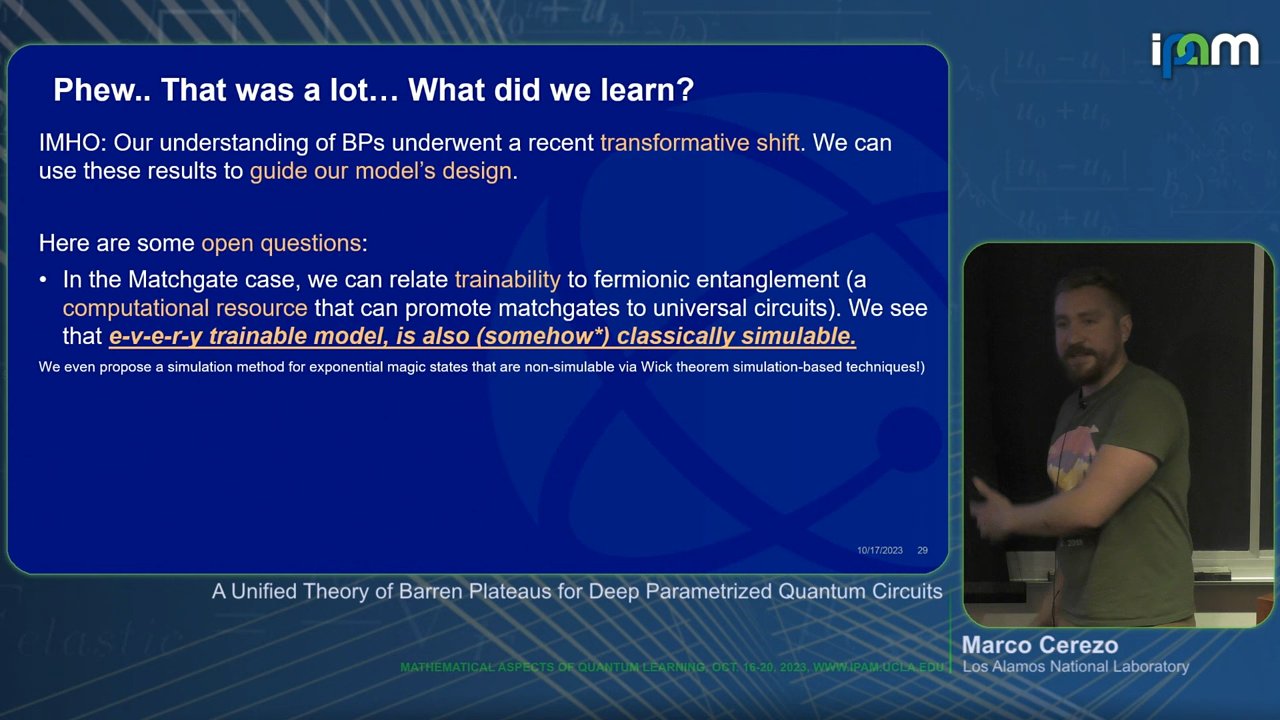 ipam
Phew.. That was a lot… What did we learn?
IMHO: Our understanding of BPs underwent a recent transformative shift. We can
use these results to guide our model’s design.
Here are some open questions:
• In the Matchgate case, we can relate trainability to fermionic entanglement (a
computational resource that can promote matchgates to universal circuits). We see
that e-v-e-r-y trainable model, is also (somehow*) classically simulable.
We even propose a simulation method for exponential magic states that are non-simulable via Wick theorem simulation-based techniques!)
10/17/2023 29
A Unified Theory of Barren Plateaus for Deep Parametrized Quantum Circuits
Marco Cerezo
Los Alamos National Laboratory
MATHEMATICAL ASPECTS OF QUANTUM LEARNING, OCT. 16-20, 2023, WWW.IPAM.UCLA.EDU